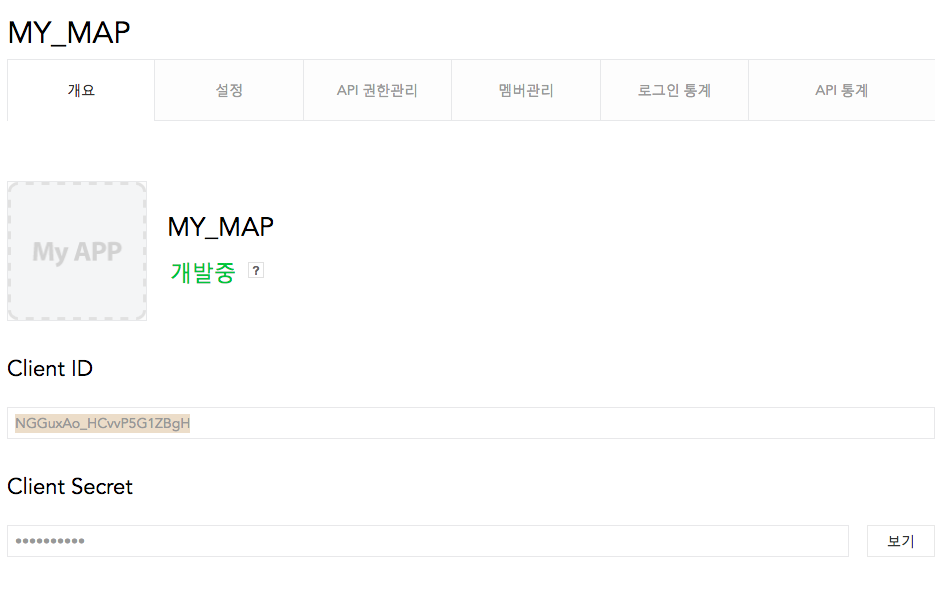 MY_MAP
개요 설정 API 권한관리 멤버관리 로그인 통계 API 통계
My APP
MY_MAP
개발중 ?
Client ID
NGGuxAo_HCvvP5G1ZBgH
Client Secret
••••••••••
보기